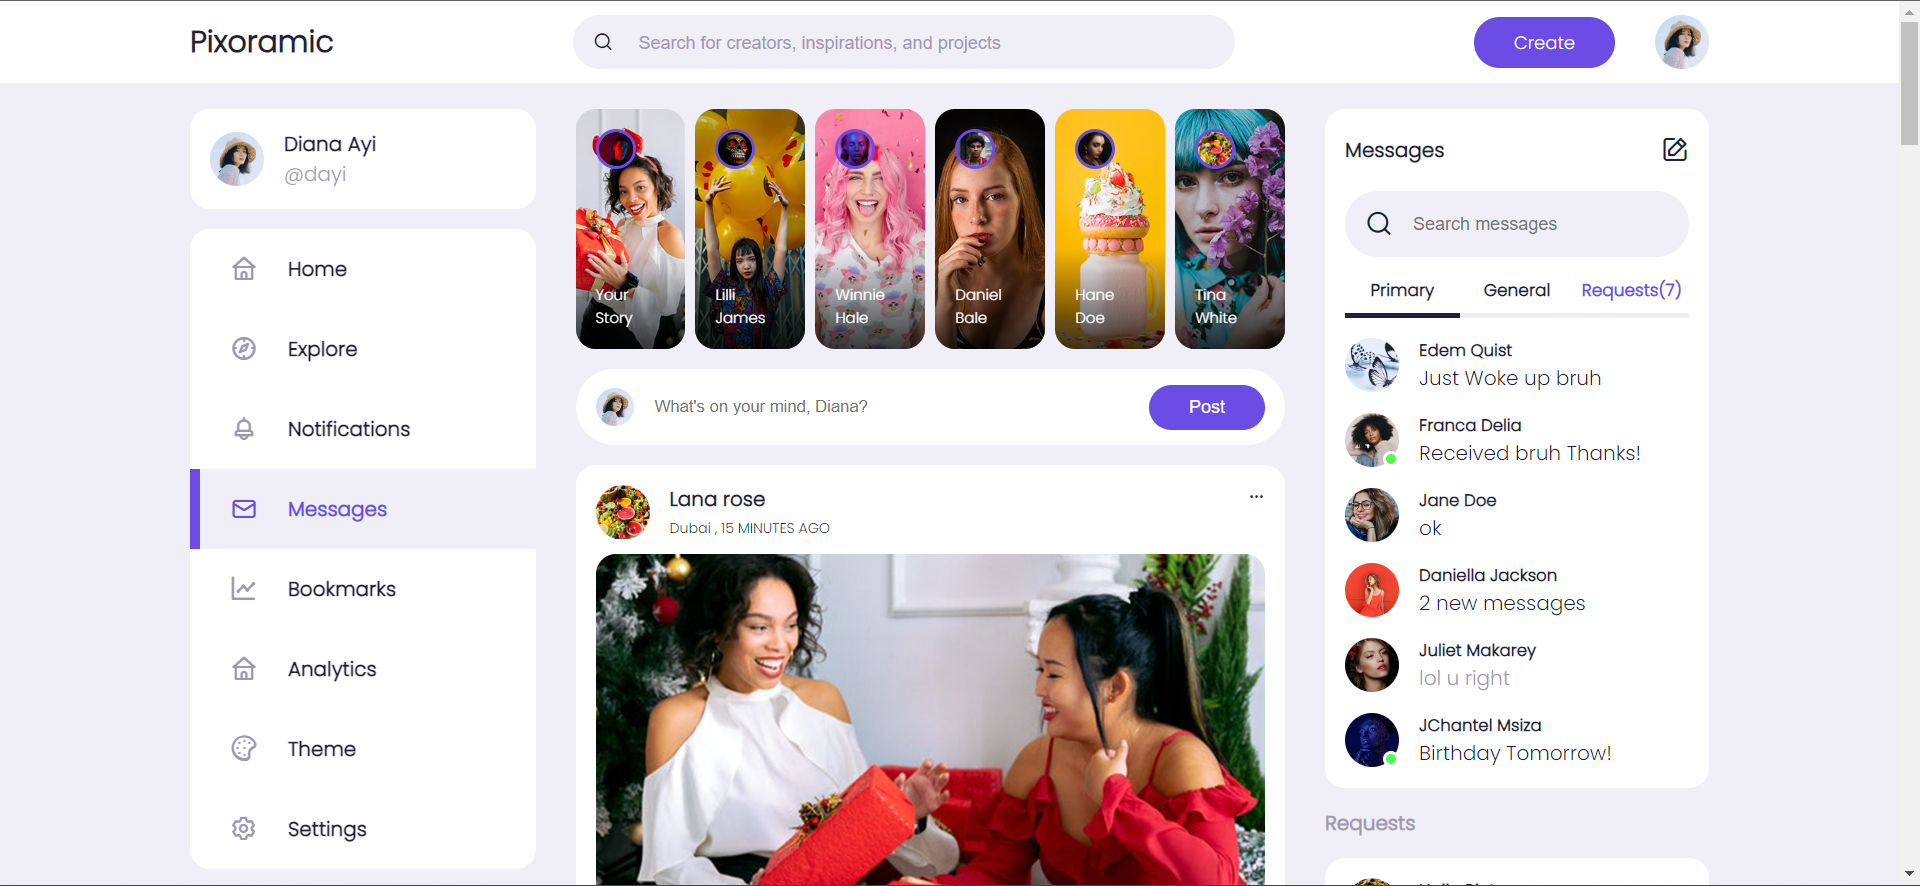 Pixoramic
Search for creators, inspirations, and projects
Create
Diana Ayi
@dayi
Home
Explore
Notifications
Messages
Bookmarks
Analytics
Theme
Settings
Your
Story
Lilli
James
Winnie
Hale
Daniel
Bale
Hane
Doe
Tina
White
What's on your mind, Diana?
Post
Lana rose
Dubai , 15 MINUTES AGO
Messages
Search messages
Primary
General
Requests(7)
Edem Quist
Just Woke up bruh
Franca Delia
Received bruh Thanks!
Jane Doe
ok
Daniella Jackson
2 new messages
Juliet Makarey
lol u right
JChantel Msiza
Birthday Tomorrow!
Requests